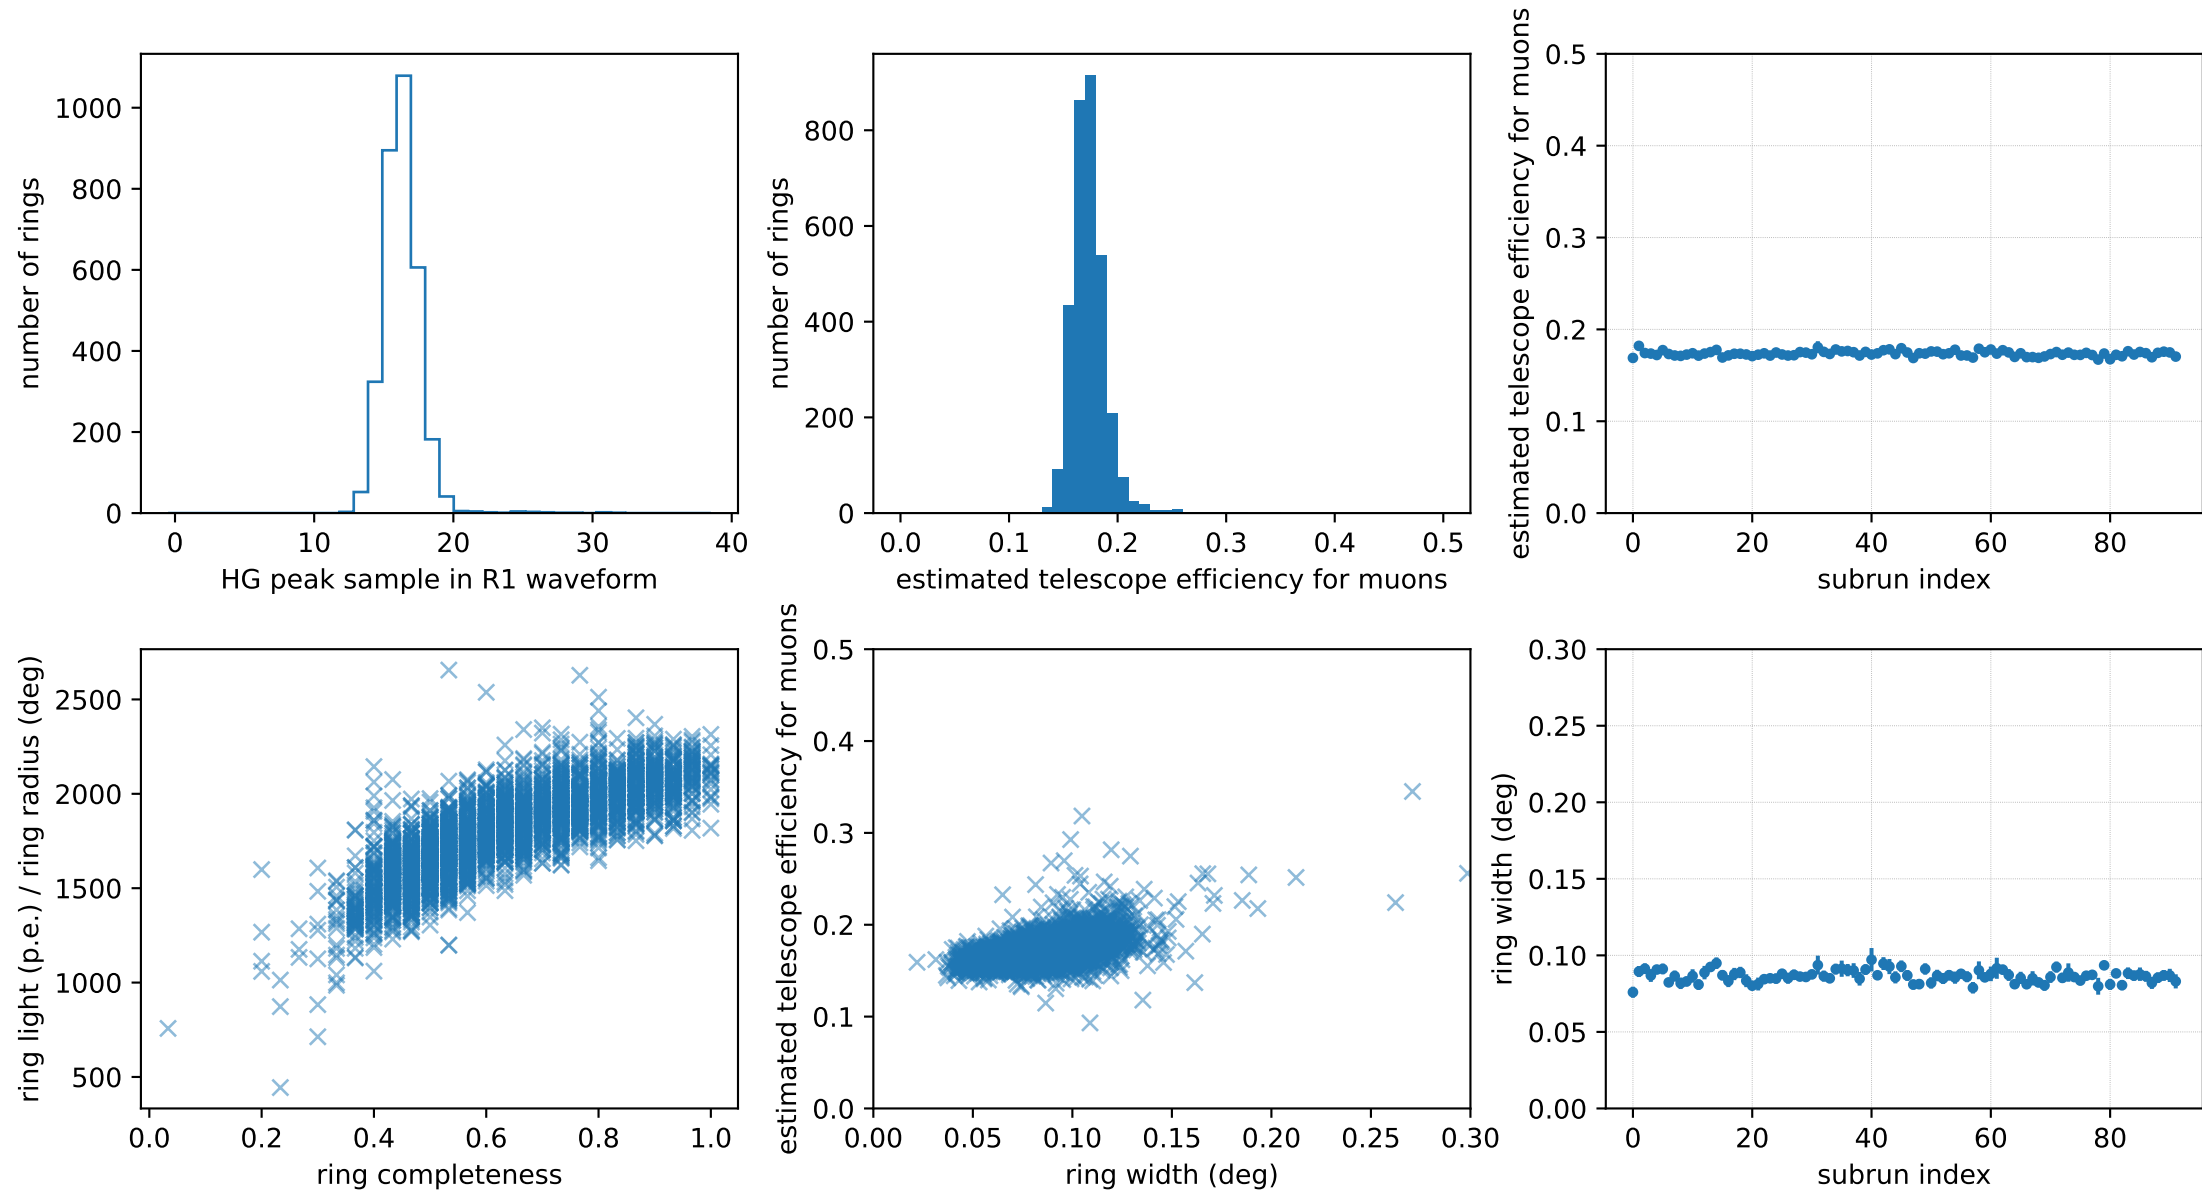 number of rings
1000
800
600
400
200
0
0 10 20 30 40
HG peak sample in R1 waveform
number of rings
800
600
400
200
0
0.0 0.1 0.2 0.3 0.4 0.5
estimated telescope efficiency for muons
estimated telescope efficiency for muons
0.5
0.4
0.3
0.2
0.1
0.0
0 20 40 60 80
subrun index
ring light (p.e.) / ring radius (deg)
2500
2000
1500
1000
500
0.0 0.2 0.4 0.6 0.8 1.0
ring completeness
estimated telescope efficiency for muons
0.5
0.4
0.3
0.2
0.1
0.0
0.00 0.05 0.10 0.15 0.20 0.25 0.30
ring width (deg)
ring width (deg)
0.30
0.25
0.20
0.15
0.10
0.05
0.00
0 20 40 60 80
subrun index